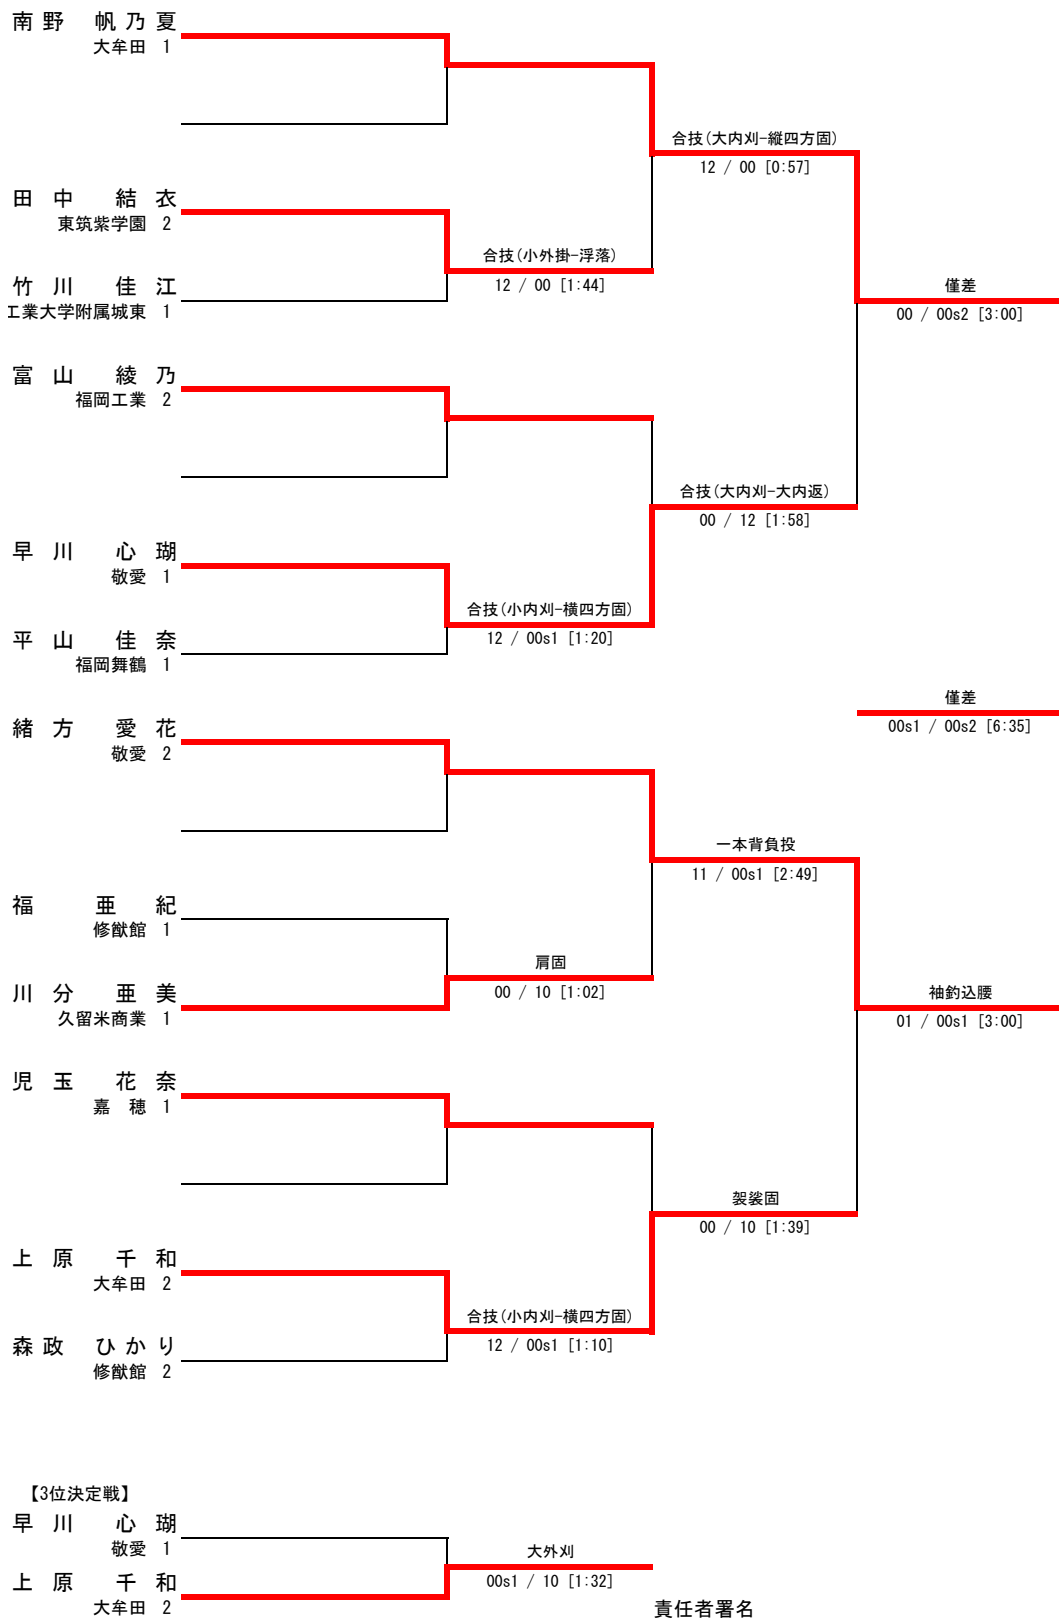 南野 帆乃夏
大牟田 1
合技(大内刈-縦四方固)
12 / 00 [0:57]
田中 結衣
東筑紫学園 2
合技(小外掛-浮落)
12 / 00 [1:44]
竹川 佳江
工業大学附属城東 1
僅差
00 / 00s2 [3:00]
富山 綾乃
福岡工業 2
合技(大内刈-大内返)
00 / 12 [1:58]
早川 心瑚
敬愛 1
合技(小内刈-横四方固)
12 / 00s1 [1:20]
平山 佳奈
福岡舞鶴 1
僅差
00s1 / 00s2 [6:35]
緒方 愛花
敬愛 2
一本背負投
11 / 00s1 [2:49]
福 亜紀
修猷館 1
肩固
00 / 10 [1:02]
川分 亜美
久留米商業 1
袖釣込腰
01 / 00s1 [3:00]
児玉 花奈
嘉 穂 1
袈裟固
00 / 10 [1:39]
上原 千和
大牟田 2
合技(小内刈-横四方固)
12 / 00s1 [1:10]
森政 ひかり
修猷館 2
【3位決定戦】
早川 心瑚
敬愛 1
大外刈
00s1 / 10 [1:32]
上原 千和
大牟田 2
責任者署名